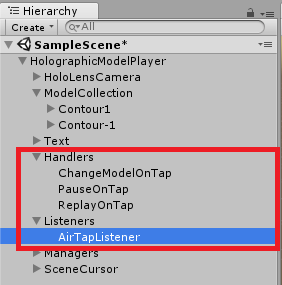 Hierarchy
Create All
SampleScene*
HolographicModelPlayer
HoloLensCamera
ModelCollection
Contour1
Contour-1
Text
Handlers
ChangeModelOnTap
PauseOnTap
ReplayOnTap
Listeners
AirTapListener
Managers
SceneCursor